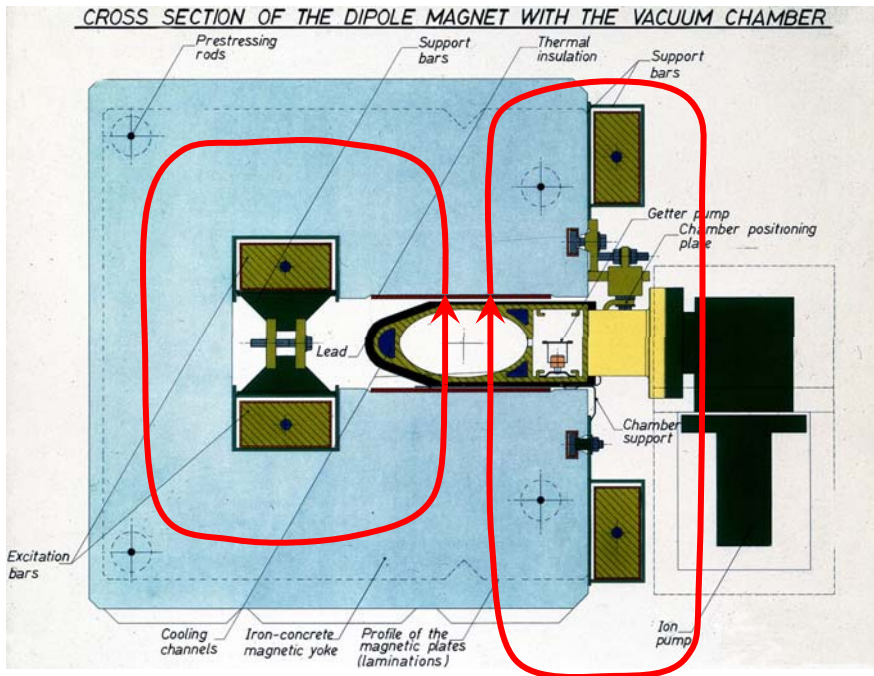 CROSS SECTION OF THE DIPOLE MAGNET WITH THE VACUUM CHAMBER
Prestressing
rods
Support
bars
Thermal
insulation
Support
bars
Getter pump
Chamber positioning
plate
Lead
Chamber
support
Excitation
bars
Cooling
channels
Iron-concrete
magnetic yoke
Profile of the
magnetic plates
(laminations)
Ion
pump